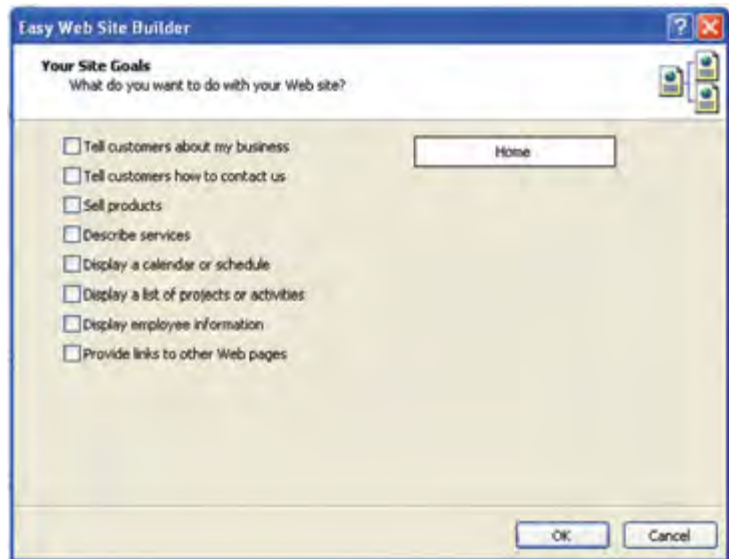 Easy Web Site Builder
Your Site Goals
What do you want to do with your Web site?
Tell customers about my business
Home
Tell customers how to contact us
Sell products
Describe services
Display a calendar or schedule
Display a list of projects or activities
Display employee information
Provide links to other Web pages
OK
Cancel